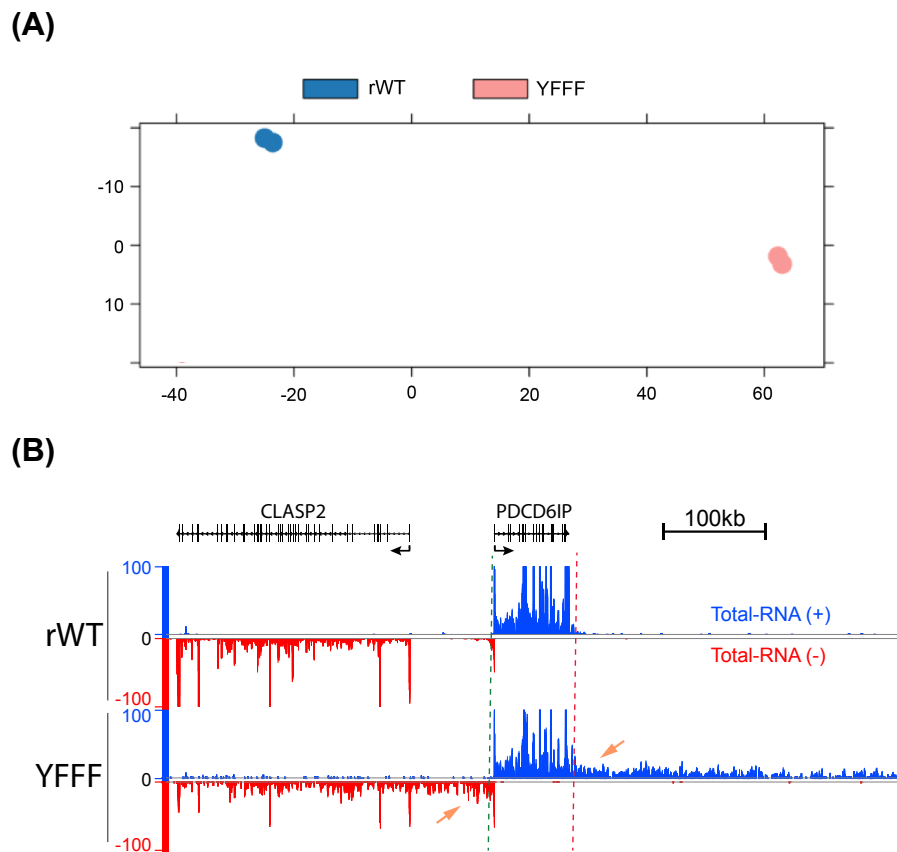 (A)
rWT YFFF
-10
0
10
-40 -20 0 20 40 60
(B)
CLASP2 PDCD6IP
100kb
100
rWT
Total-RNA (+)
0
Total-RNA (-)
-100
100
YFFF
0
-100